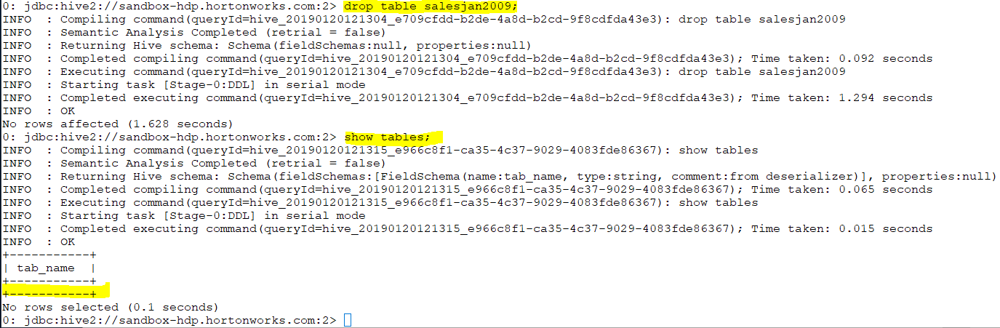 0: jdbc:hive2://sandbox-hdp.hortonworks.com:2> drop table salesjan2009;
INFO  : Compiling command(queryId=hive_20190120121304_e709cfdd-b2de-4a8d-b2cd-9f8cdfda43e3): drop table salesjan2009
INFO  : Semantic Analysis Completed (retrial = false)
INFO  : Returning Hive schema: Schema(fieldSchemas:null, properties:null)
INFO  : Completed compiling command(queryId=hive_20190120121304_e709cfdd-b2de-4a8d-b2cd-9f8cdfda43e3); Time taken: 0.092 seconds
INFO  : Executing command(queryId=hive_20190120121304_e709cfdd-b2de-4a8d-b2cd-9f8cdfda43e3): drop table salesjan2009
INFO  : Starting task [Stage-0:DDL] in serial mode
INFO  : Completed executing command(queryId=hive_20190120121304_e709cfdd-b2de-4a8d-b2cd-9f8cdfda43e3); Time taken: 1.294 seconds
INFO  : OK
No rows affected (1.628 seconds)
0: jdbc:hive2://sandbox-hdp.hortonworks.com:2> show tables;
INFO  : Compiling command(queryId=hive_20190120121315_e966c8f1-ca35-4c37-9029-4083fde86367): show tables
INFO  : Semantic Analysis Completed (retrial = false)
INFO  : Returning Hive schema: Schema(fieldSchemas:[FieldSchema(name:tab_name, type:string, comment:from deserializer)], properties:null)
INFO  : Completed compiling command(queryId=hive_20190120121315_e966c8f1-ca35-4c37-9029-4083fde86367); Time taken: 0.065 seconds
INFO  : Executing command(queryId=hive_20190120121315_e966c8f1-ca35-4c37-9029-4083fde86367): show tables
INFO  : Starting task [Stage-0:DDL] in serial mode
INFO  : Completed executing command(queryId=hive_20190120121315_e966c8f1-ca35-4c37-9029-4083fde86367); Time taken: 0.015 seconds
INFO  : OK
+-----------+
| tab_name  |
+-----------+
+-----------+
No rows selected (0.1 seconds)
0: jdbc:hive2://sandbox-hdp.hortonworks.com:2>